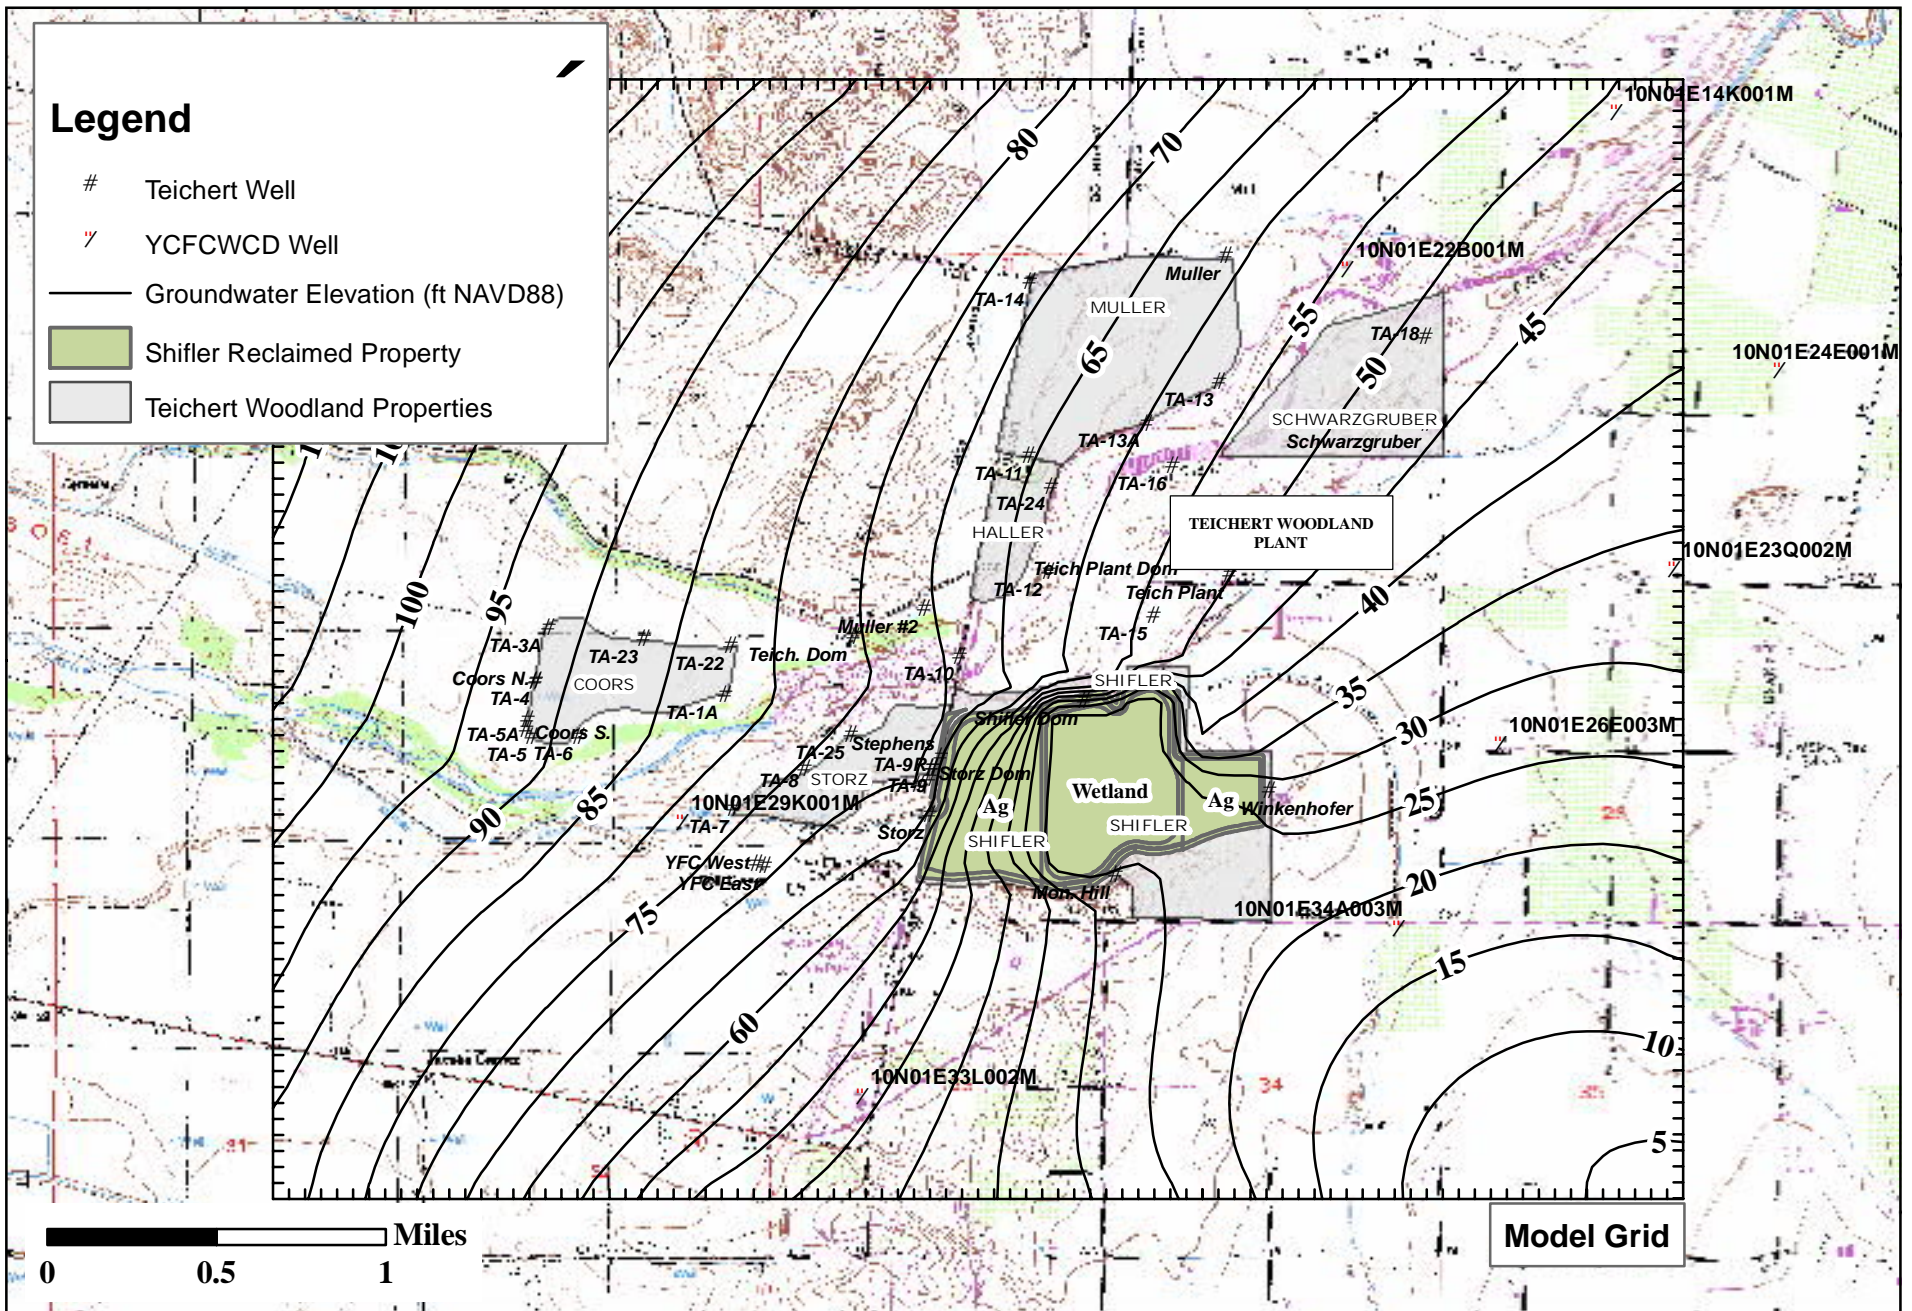 Legend
# Teichert Well
YCFCWCD Well
Groundwater Elevation (ft NAVD88)
Shifler Reclaimed Property
Teichert Woodland Properties
10N01E14K001M
80
70
Muller
10N01E22B001M
TA-14
MULLER
55
TA-18
45
65
50
10N01E24E001M
TA-13
SCHWARZGRUBER
TA-13A
Schwarzgruber
TA-11
TA-16
TA-24
TEICHERT WOODLAND
PLANT
HALLER
10N01E23Q002M
Teich Plant Dom
TA-12
Teich Plant
100
95
40
Muller #2
TA-15
TA-3A
TA-23
TA-22
Teich. Dom
Coors N.
COORS
TA-10
SHIFLER
TA-4
35
TA-1A
Shifler Dom
30
10N01E26E003M
TA-5A
Coors S.
TA-5
TA-6
TA-25
Stephens
TA-9R
Storz Dom
TA-8
STORZ
TA-9
Wetland
90
85
10N01E29K001M
Ag
Ag
25
Winkenhofer
26
TA-7
Storz
SHIFLER
SHIFLER
YFC West
YFC East
Mon. Hill
20
75
10N01E34A003M
15
60
10
10N01E33L002M
34
35
31
5
Miles
0
0.5
1
Model Grid